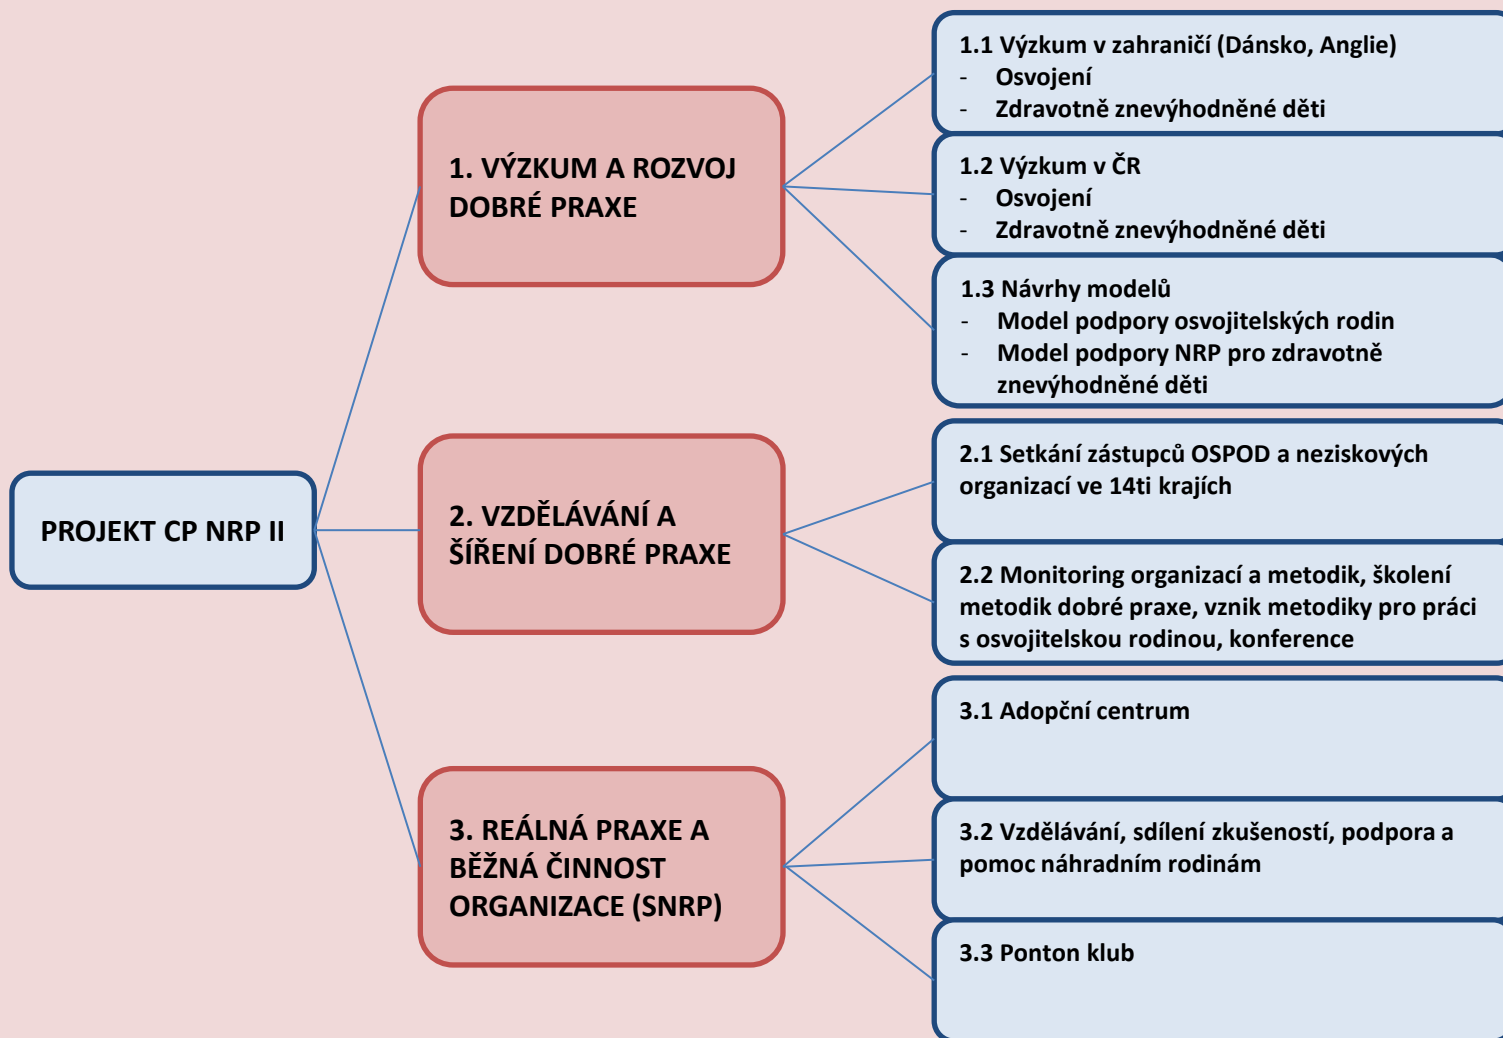 PROJEKT CP NRP II
1. VÝZKUM A ROZVOJ
DOBRÉ PRAXE
1.1 Výzkum v zahraničí (Dánsko, Anglie)
- Osvojení
- Zdravotně znevýhodněné děti
1.2 Výzkum v ČR
- Osvojení
- Zdravotně znevýhodněné děti
1.3 Návrhy modelů
- Model podpory osvojitelských rodin
- Model podpory NRP pro zdravotně
znevýhodněné děti
2. VZDĚLÁVÁNÍ A
ŠÍŘENÍ DOBRÉ PRAXE
2.1 Setkání zástupců OSPOD a neziskových
organizací ve 14ti krajích
2.2 Monitoring organizací a metodik, školení
metodik dobré praxe, vznik metodiky pro práci
s osvojitelskou rodinou, konference
3. REÁLNÁ PRAXE A
BĚŽNÁ ČINNOST
ORGANIZACE (SNRP)
3.1 Adopční centrum
3.2 Vzdělávání, sdílení zkušeností, podpora a
pomoc náhradním rodinám
3.3 Ponton klub